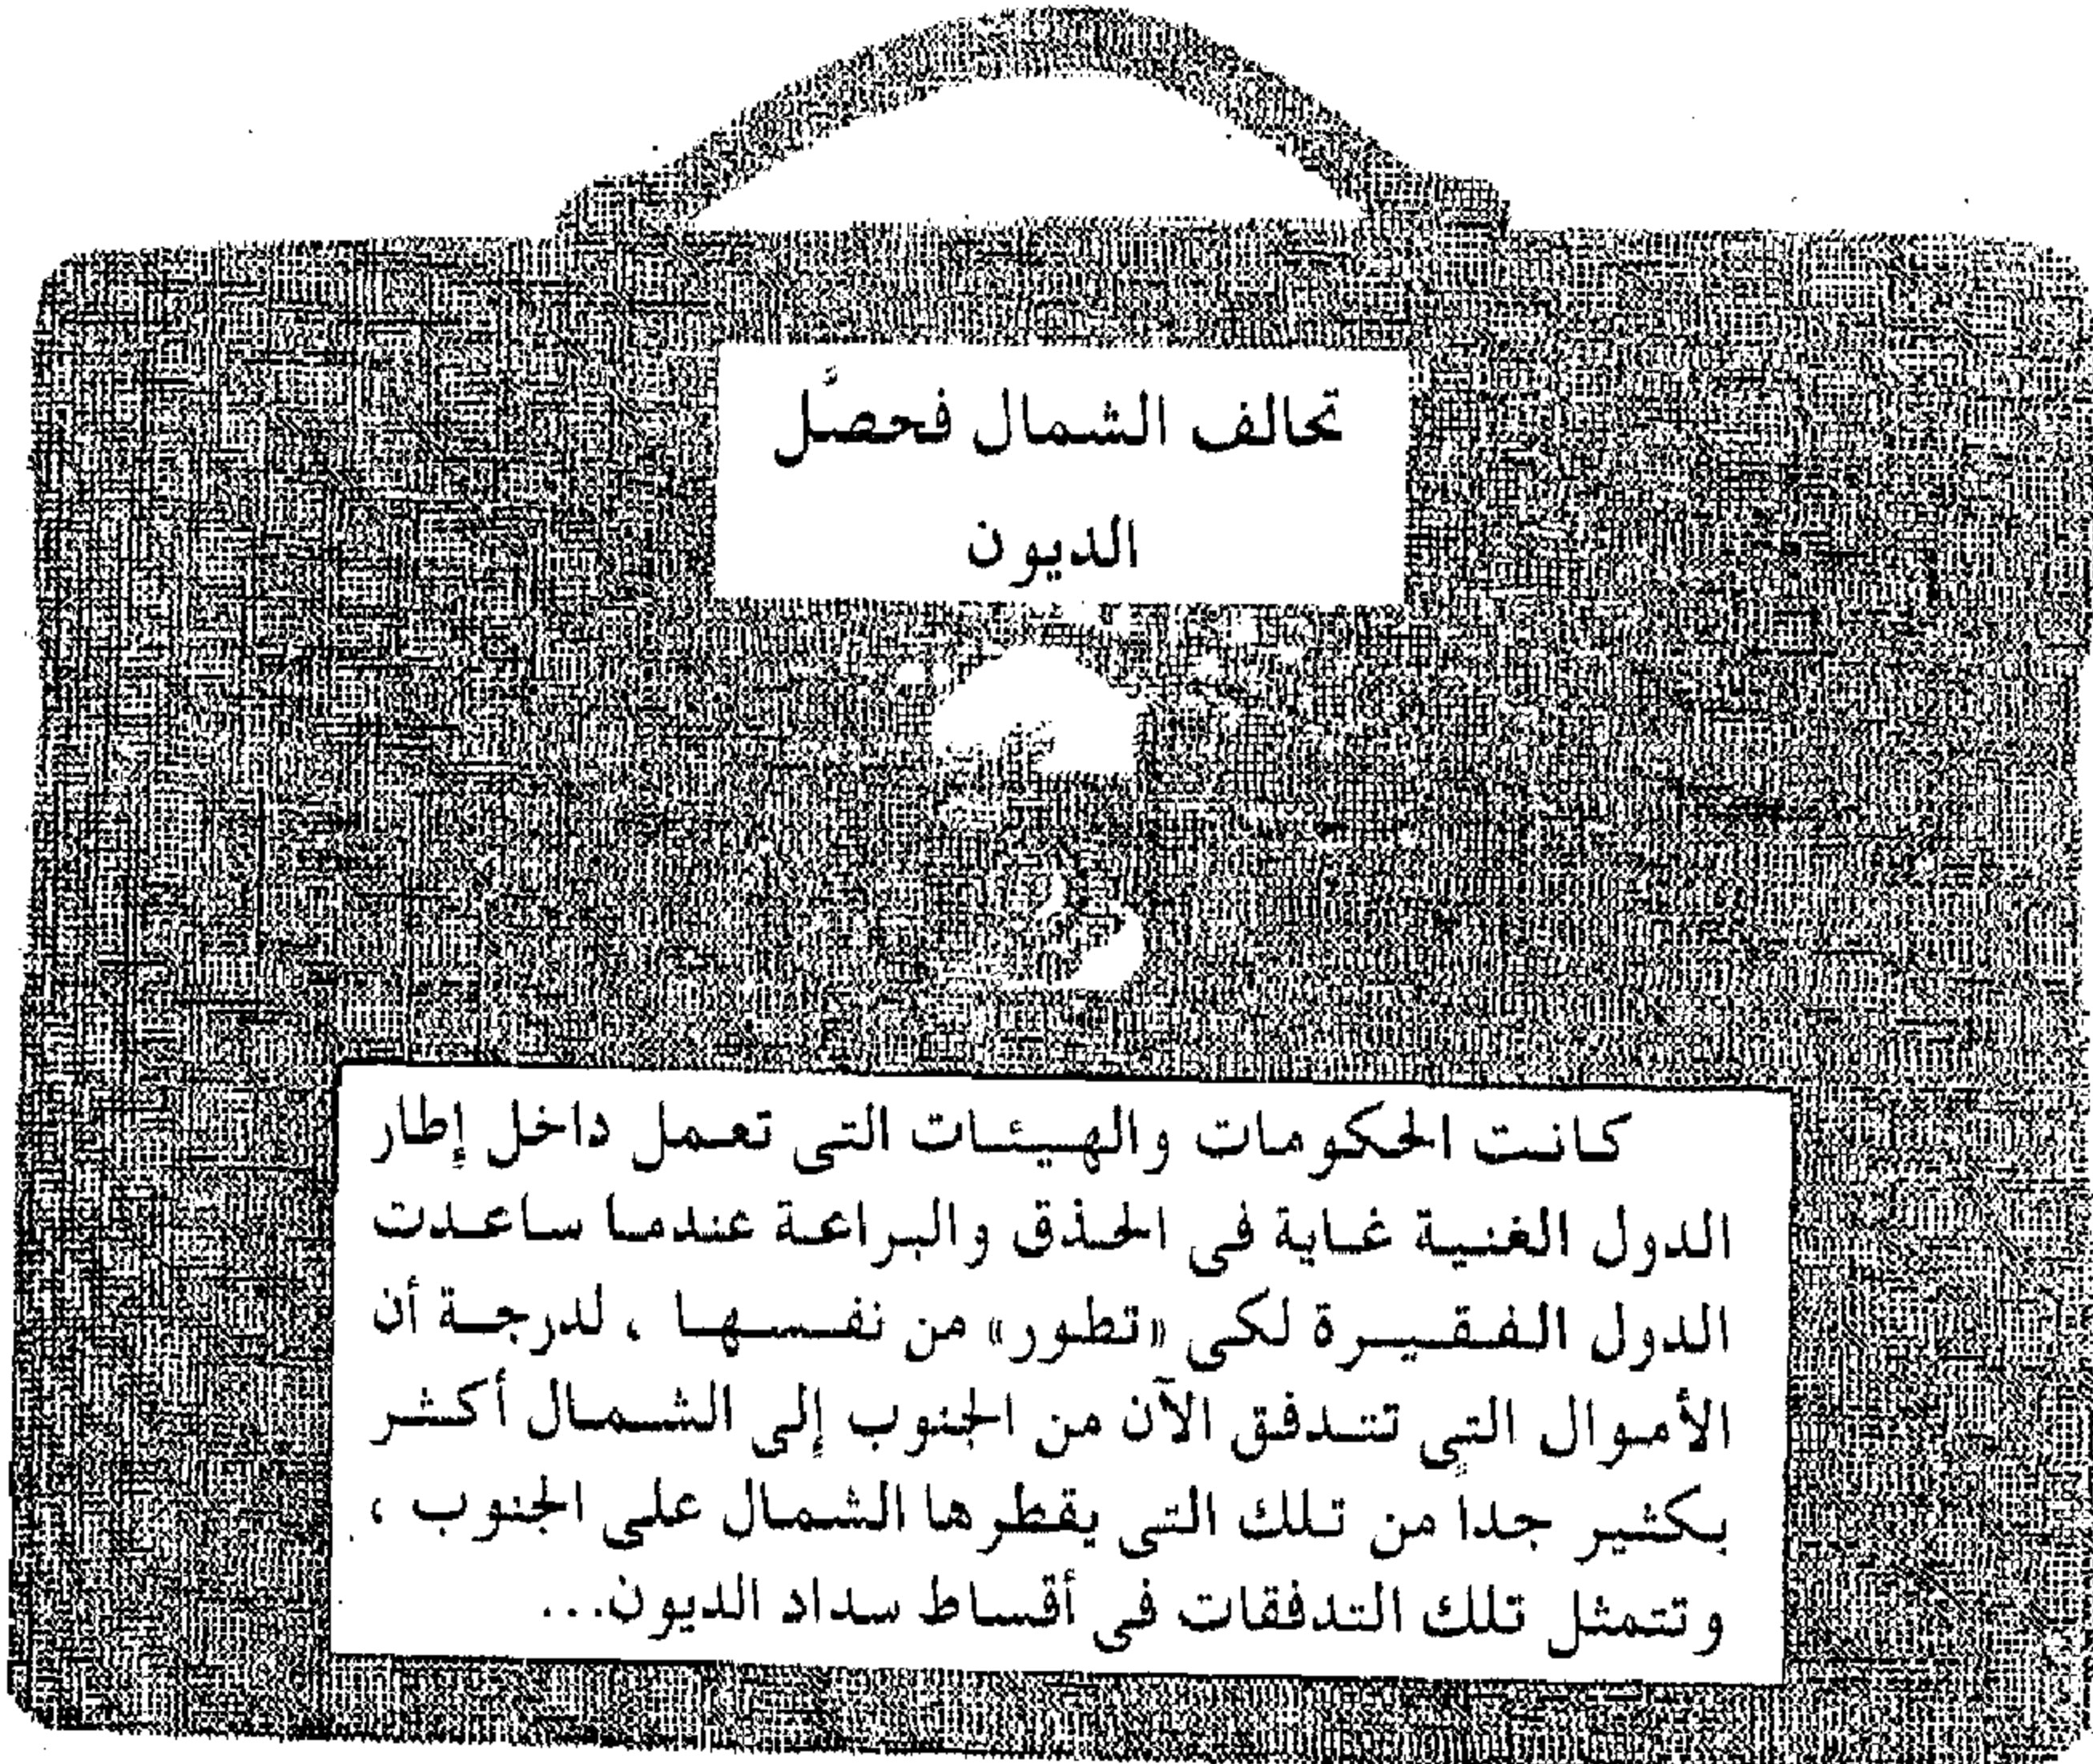 تحالف الشمال فحصَّل
الديون
كانت الحكومات والهيئات التى تعمل داخل إطار
الدول الغنية غاية فى الحذق والبراعة عندما ساعدت
الدول الفقيرة لكى «تطور» من نفسها ، لدرجة أن
الأموال التى تتدفق الآن من الجنوب إلى الشمال أكثر
بكثير جداً من تلك التى يقطرها الشمال على الجنوب ،
وتتمثل تلك التدفقات فى أقساط سداد الديون...